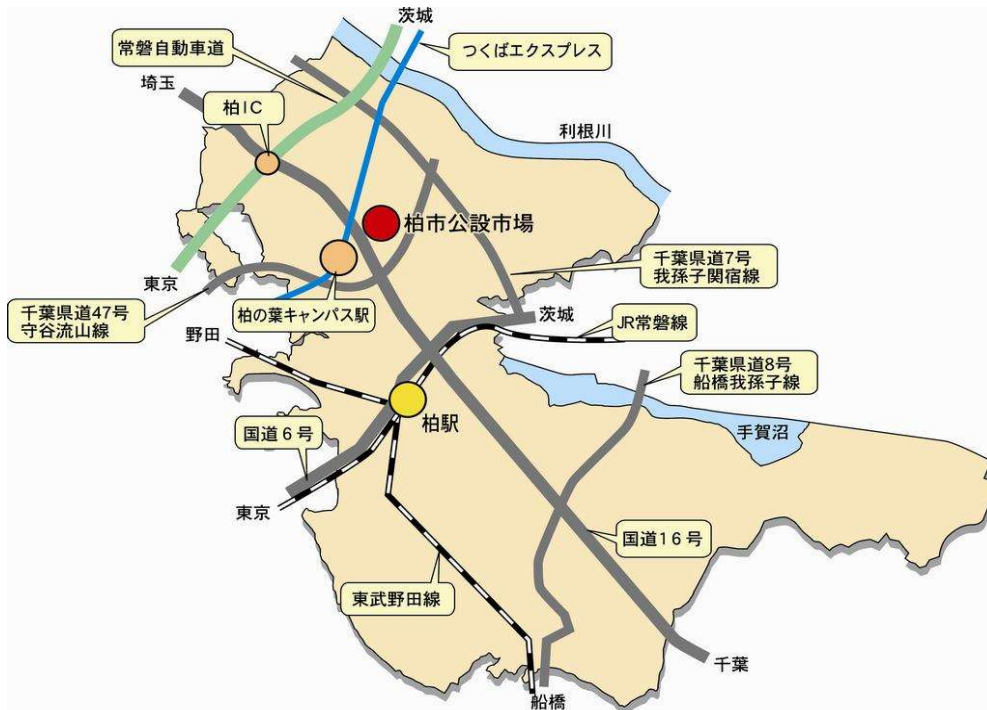 茨城
常磐自動車道
つくばエクスプレス
埼玉
柏IC
利根川
柏市公設市場
千葉県道7号
我孫子関宿線
東京
千葉県道47号
守谷流山線
柏の葉キャンパス駅
茨城
JR常磐線
野田
千葉県道8号
船橋我孫子線
柏駅
国道6号
手賀沼
東京
国道16号
東武野田線
千葉
船橋